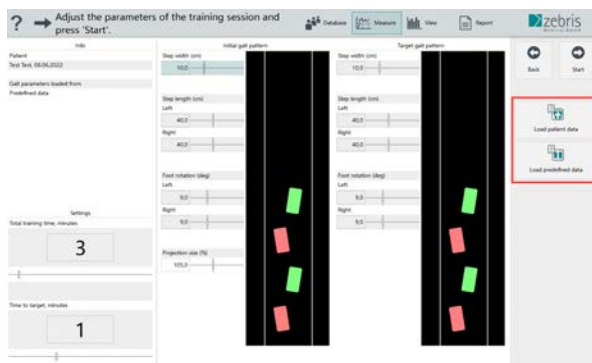 ?
Adjust the parameters of the training session and
press 'Start'.
Database
Measure
View
Report
zebris
Medical GmbH
Info
Patient
Test Test, 09.06.2022
Gait parameters loaded from
Predefined data
Settings
Total training time, minutes
3
Time to target, minutes
1
Initial gait pattern
Step width (cm)
10,0
Step length (cm)
Left
40,0
Right
40,0
Foot rotation (deg)
Left
9,0
Right
9,0
Projection size (%)
105,0
Target gait pattern
Step width (cm)
10,0
Step length (cm)
Left
40,0
Right
40,0
Foot rotation (deg)
Left
9,0
Right
9,0
Back
Start
Load patient data
Load predefined data